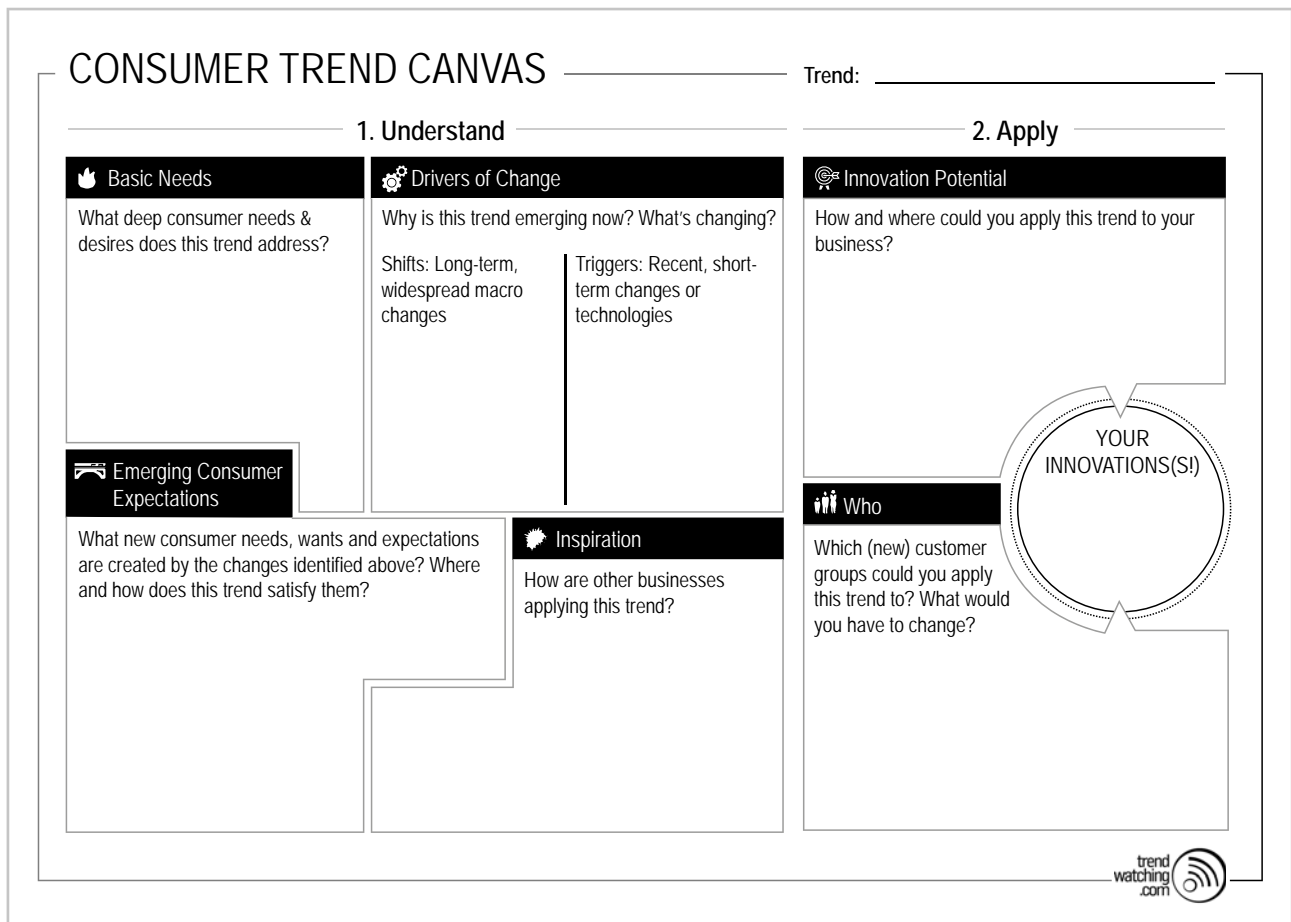 CONSUMER TREND CANVAS
Trend:
1. Understand
2. Apply
Basic Needs
What deep consumer needs &
desires does this trend address?
Drivers of Change
Why is this trend emerging now? What's changing?
Shifts: Long-term,
widespread macro
changes
Triggers: Recent, short-
term changes or
technologies
Emerging Consumer
Expectations
What new consumer needs, wants and expectations
are created by the changes identified above? Where
and how does this trend satisfy them?
Inspiration
How are other businesses
applying this trend?
Innovation Potential
How and where could you apply this trend to your
business?
YOUR
INNOVATIONS(S!)
Who
Which (new) customer
groups could you apply
this trend to? What would
you have to change?
trend
watching
.com